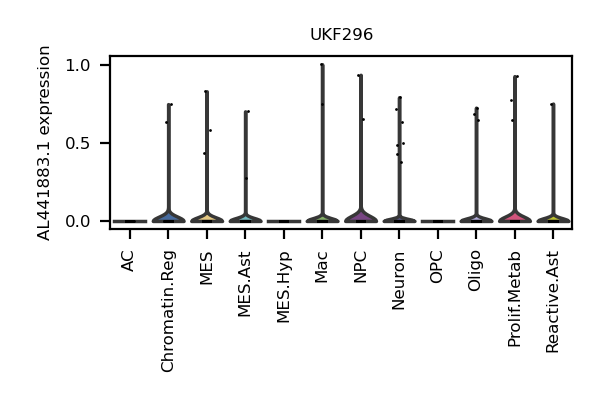 UKF296
AL441883.1 expression
1.0
0.5
0.0
AC
Chromatin.Reg
MES
MES.Ast
MES.Hyp
Mac
NPC
Neuron
OPC
Oligo
Prolif.Metab
Reactive.Ast